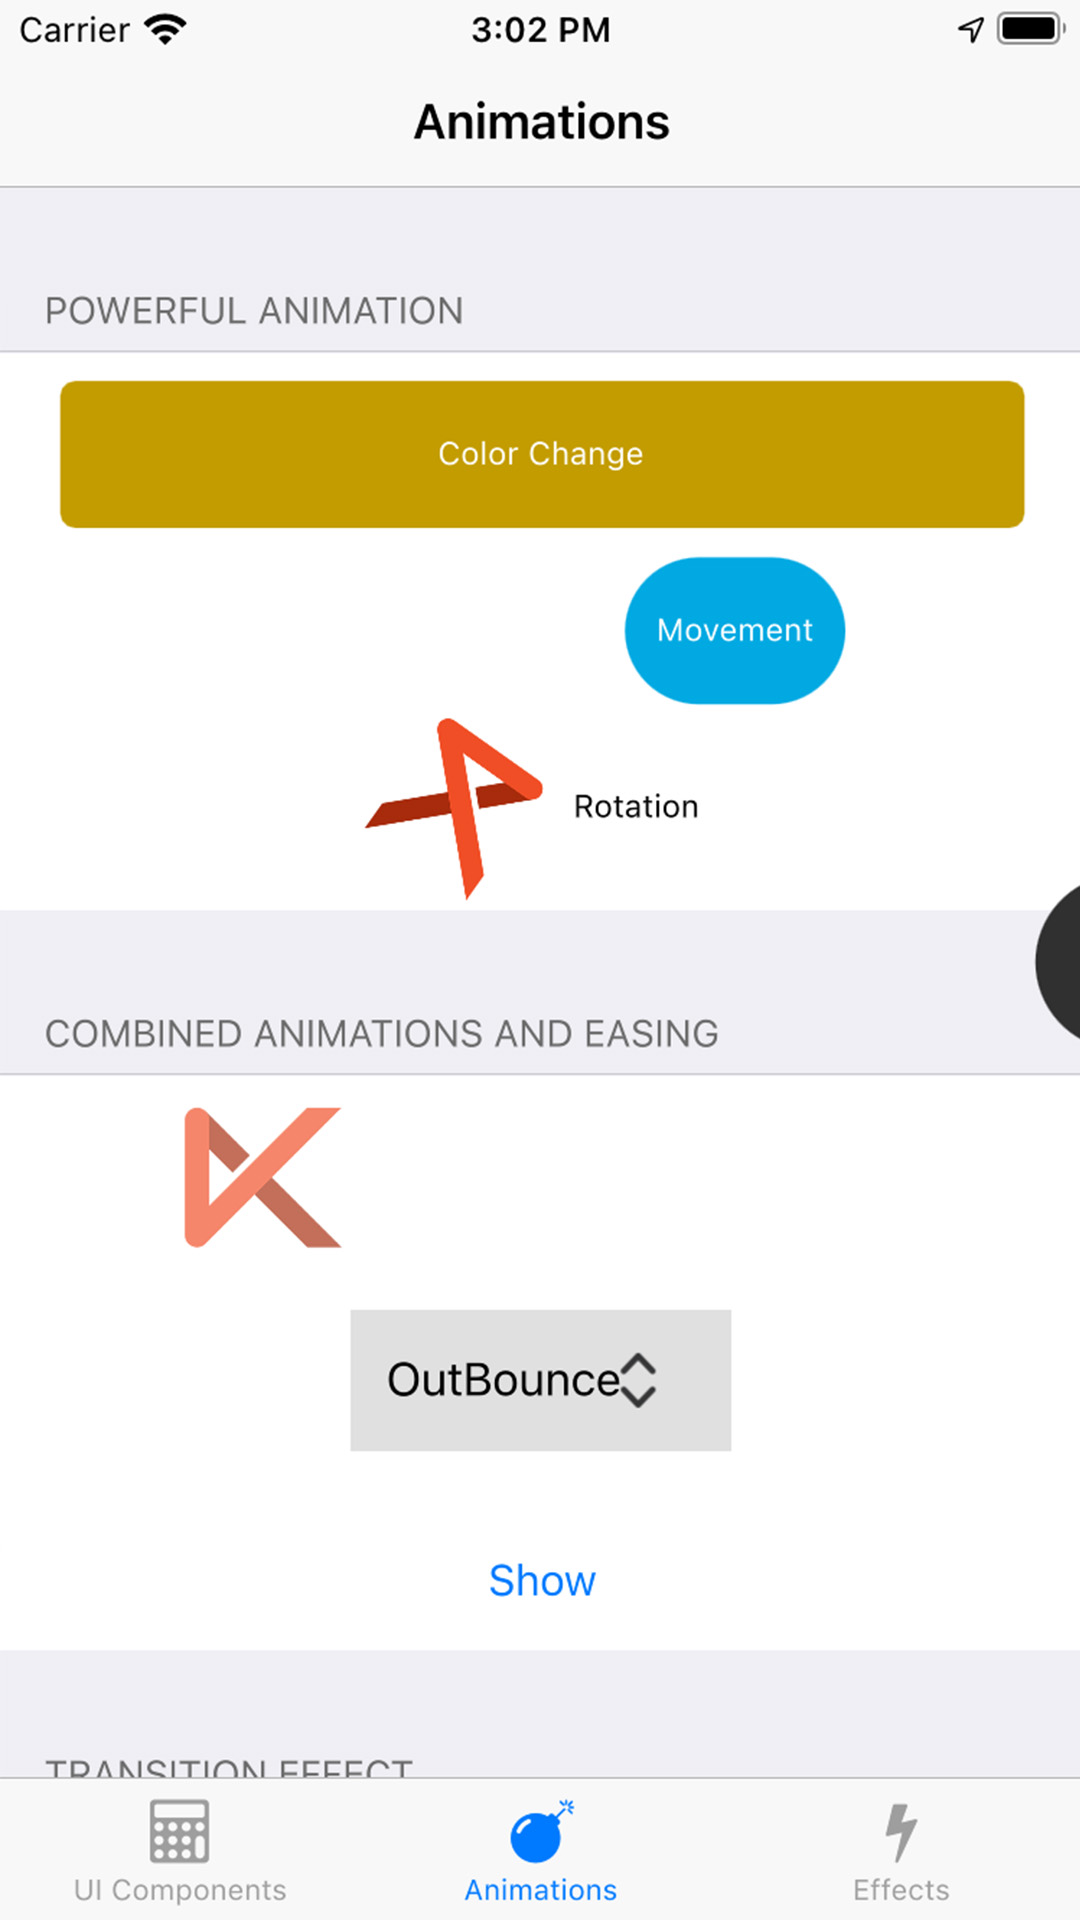 Carrier 3:02 PM
Animations
POWERFUL ANIMATION
Color Change
Movement
Rotation
COMBINED ANIMATIONS AND EASING
OutBounce
Show
TRANSITION EFFECT
UI Components Animations Effects